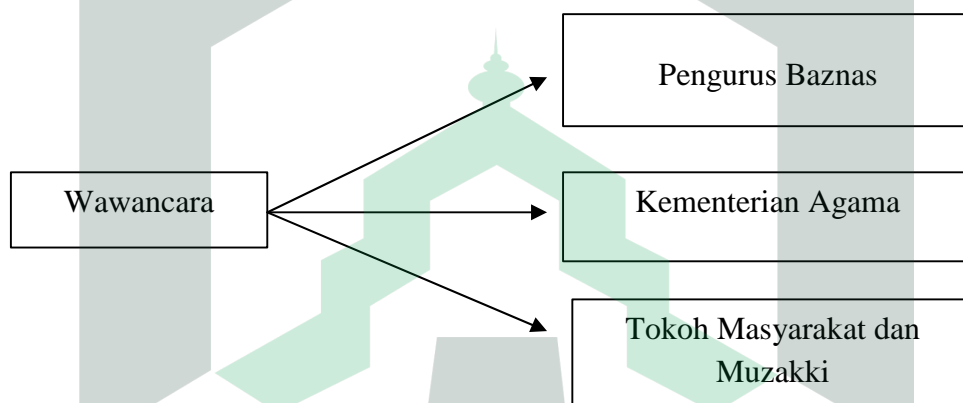 Pengurus Baznas
Wawancara
Kementerian Agama
Tokoh Masyarakat dan
Muzakki